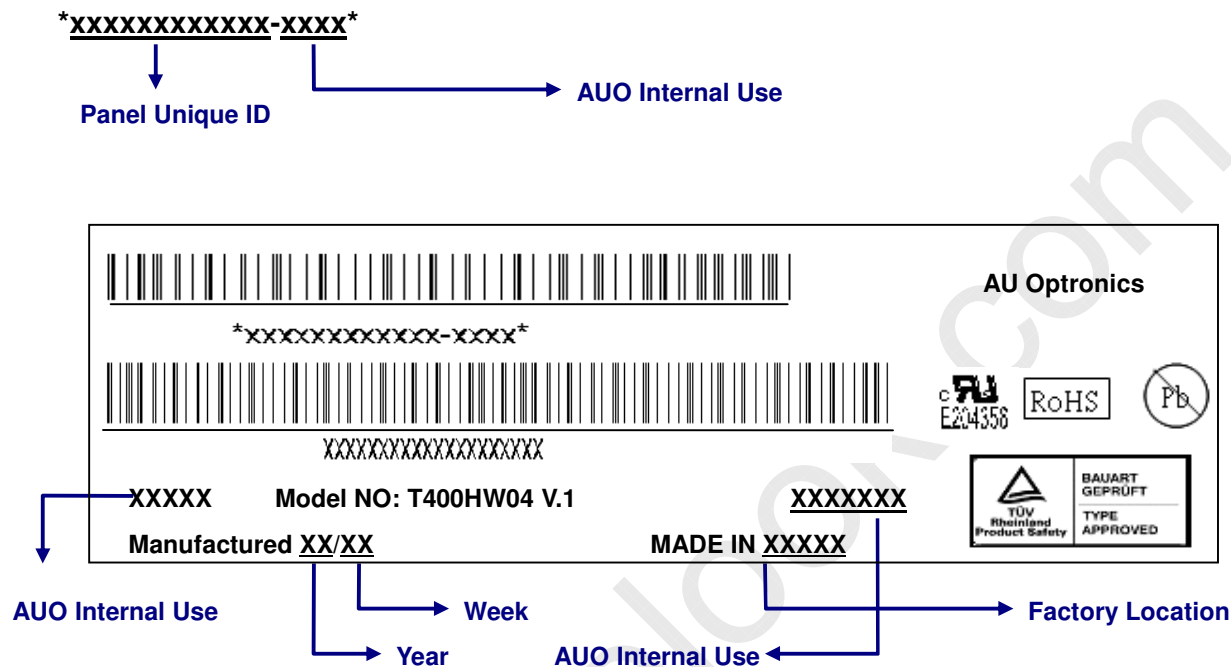 *xxxxxxxxxxxx-xxxx*
AUO Internal Use
Panel Unique ID
AU Optronics
*xxxxxxxxxxxx-xxxx*
c RU
E204356
RoHS
Pb
XXXXXXXXXXXXXXXXXXXX
BAUART
GEPRÜFT
TÜV
Rheinland
Product Safety
TYPE
APPROVED
XXXXX Model NO: T400HW04 V.1 XXXXXXX
Manufactured XX/XX MADE IN XXXXX
AUO Internal Use
Week
Factory Location
Year
AUO Internal Use